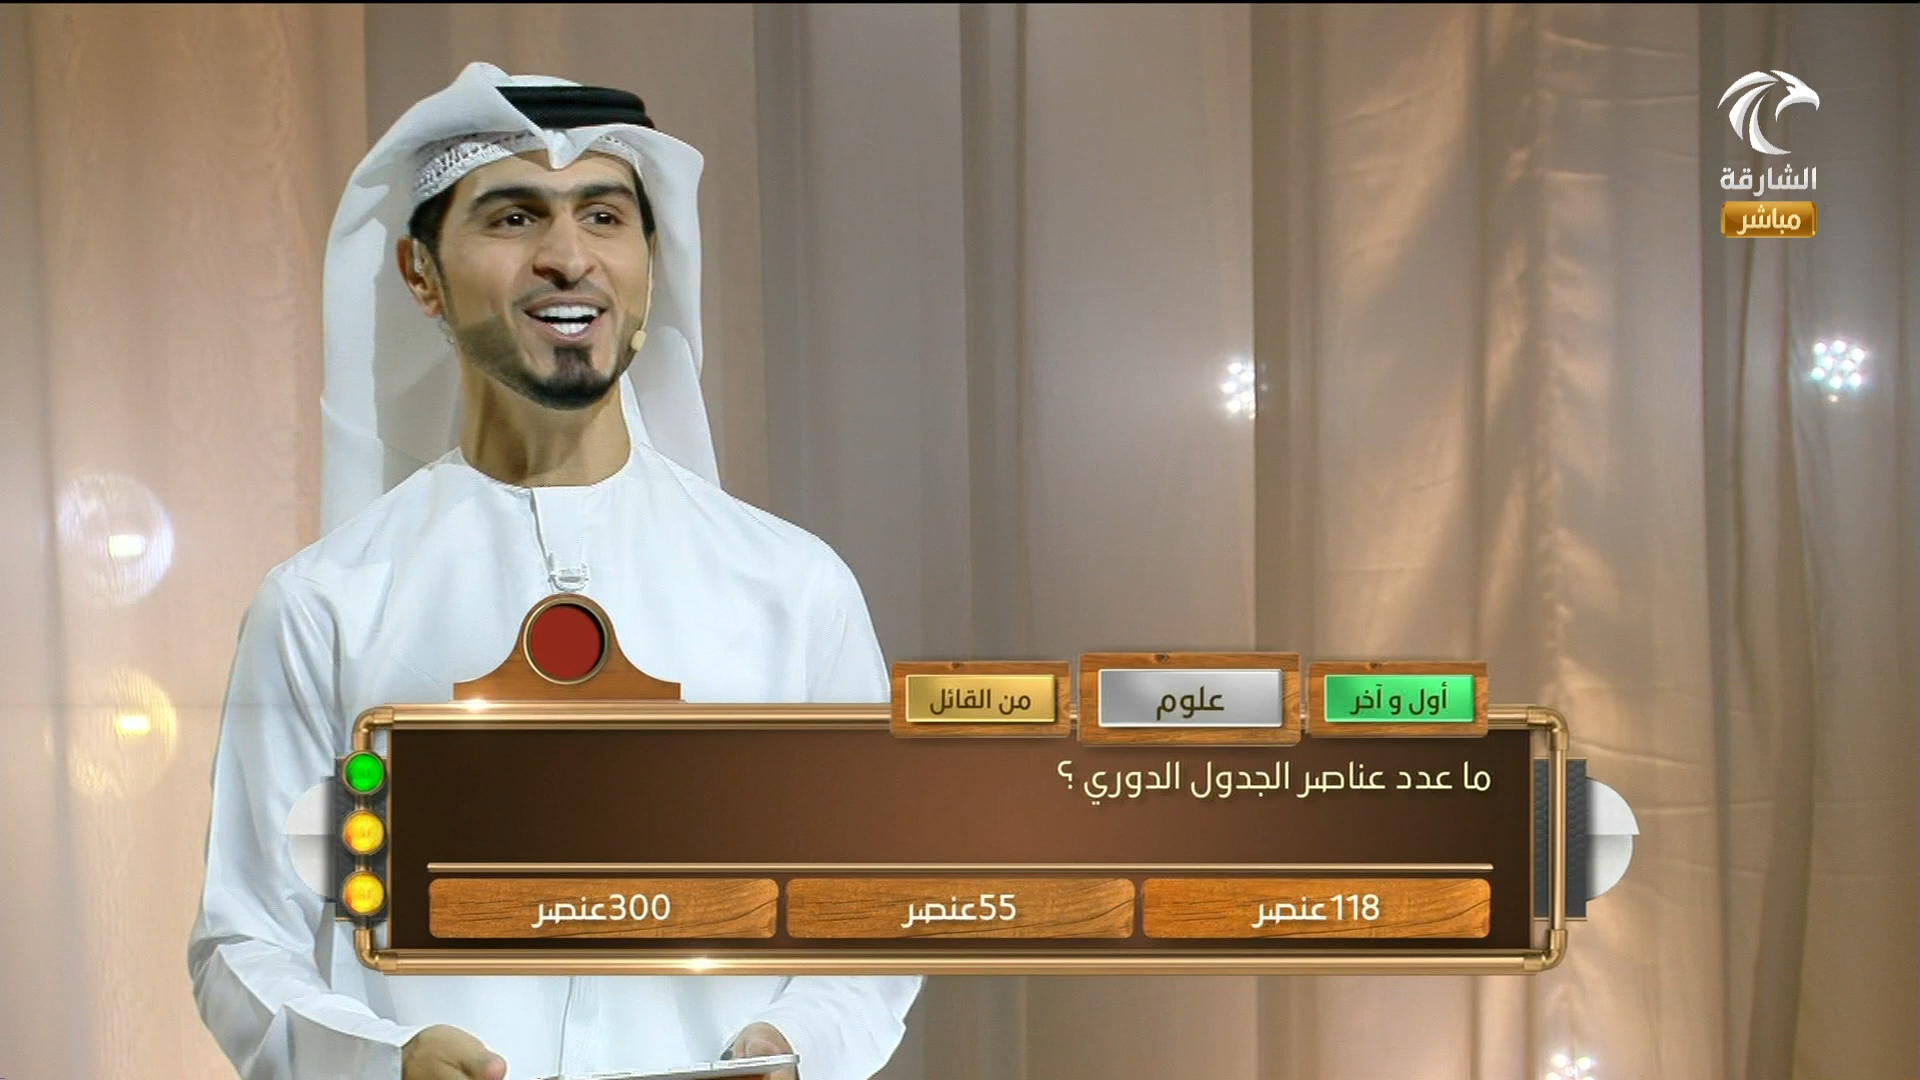 الشارقة
مباشر
أول و آخر
علوم
من القائل
ما عدد عناصر الجدول الدوري ؟
118عنصر
55عنصر
300عنصر